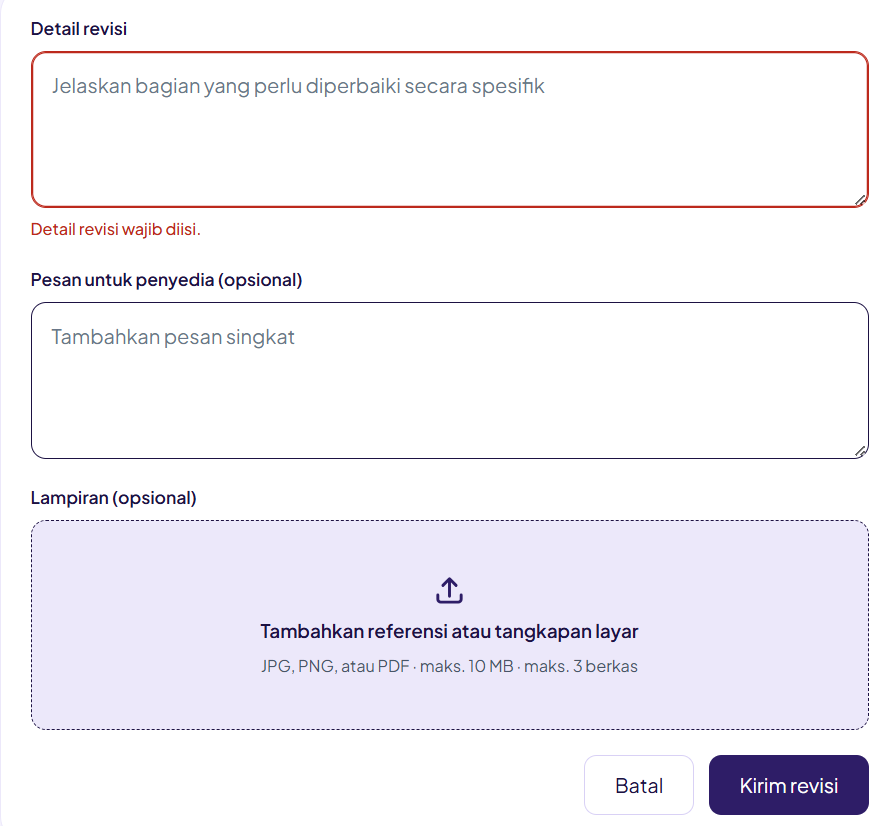 Detail revisi
Jelaskan bagian yang perlu diperbaiki secara spesifik
Detail revisi wajib diisi.
Pesan untuk penyedia (opsional)
Tambahkan pesan singkat
Lampiran (opsional)
Tambahkan referensi atau tangkapan layar
JPG, PNG, atau PDF · maks. 10 MB · maks. 3 berkas
Batal
Kirim revisi